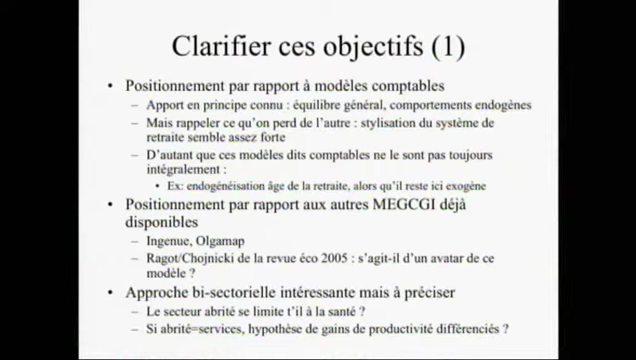 Clarifier ces objectifs (1)
• Positionnement par rapport à modèles comptables
– Apport en principe connu : équilibre général, comportements endogènes
– Mais rappeler ce qu'on perd de l'autre : stylisation du système de
retraite semble assez forte
– D'autant que ces modèles dits comptables ne le sont pas toujours
intégralement :
• Ex: endogénéisation âge de la retraite, alors qu'il reste ici exogène
• Positionnement par rapport aux autres MEGCGI déjà
disponibles
– Ingenue, Olgamap
– Ragot/Chojnicki de la revue éco 2005 : s'agit-il d'un avatar de ce
modèle ?
• Approche bi-sectorielle intéressante mais à préciser
– Le secteur abrité se limite t'il à la santé ?
– Si abrité=services, hypothèse de gains de productivité différenciés ?